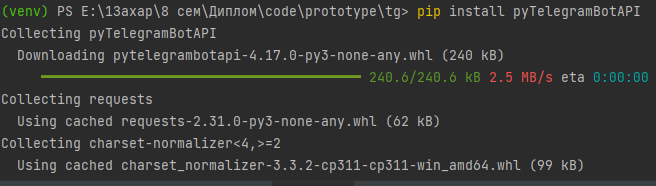 (venv) PS E:\13axap\8 сем\Диплом\code\prototype\tg> pip install pyTelegramBotAPI
Collecting pyTelegramBotAPI
Downloading pytelegrambotapi-4.17.0-py3-none-any.whl (240 kB)
240.6/240.6 kB 2.5 MB/s eta 0:00:00
Collecting requests
Using cached requests-2.31.0-py3-none-any.whl (62 kB)
Collecting charset-normalizer<4,>=2
Using cached charset_normalizer-3.3.2-cp311-cp311-win_amd64.whl (99 kB)